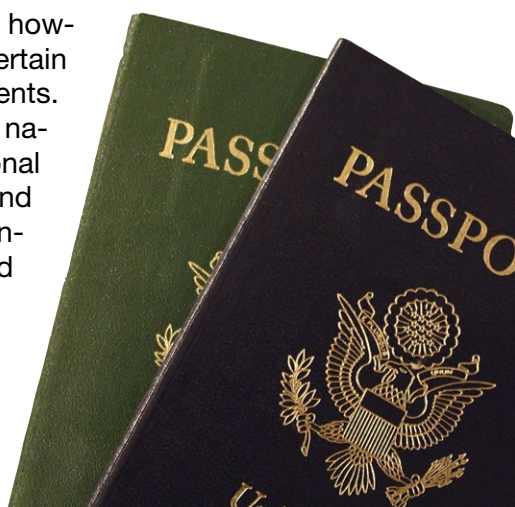 how-
ertain
ents.
na-
onal
nd
n-
d
PASS
PASSPO
U